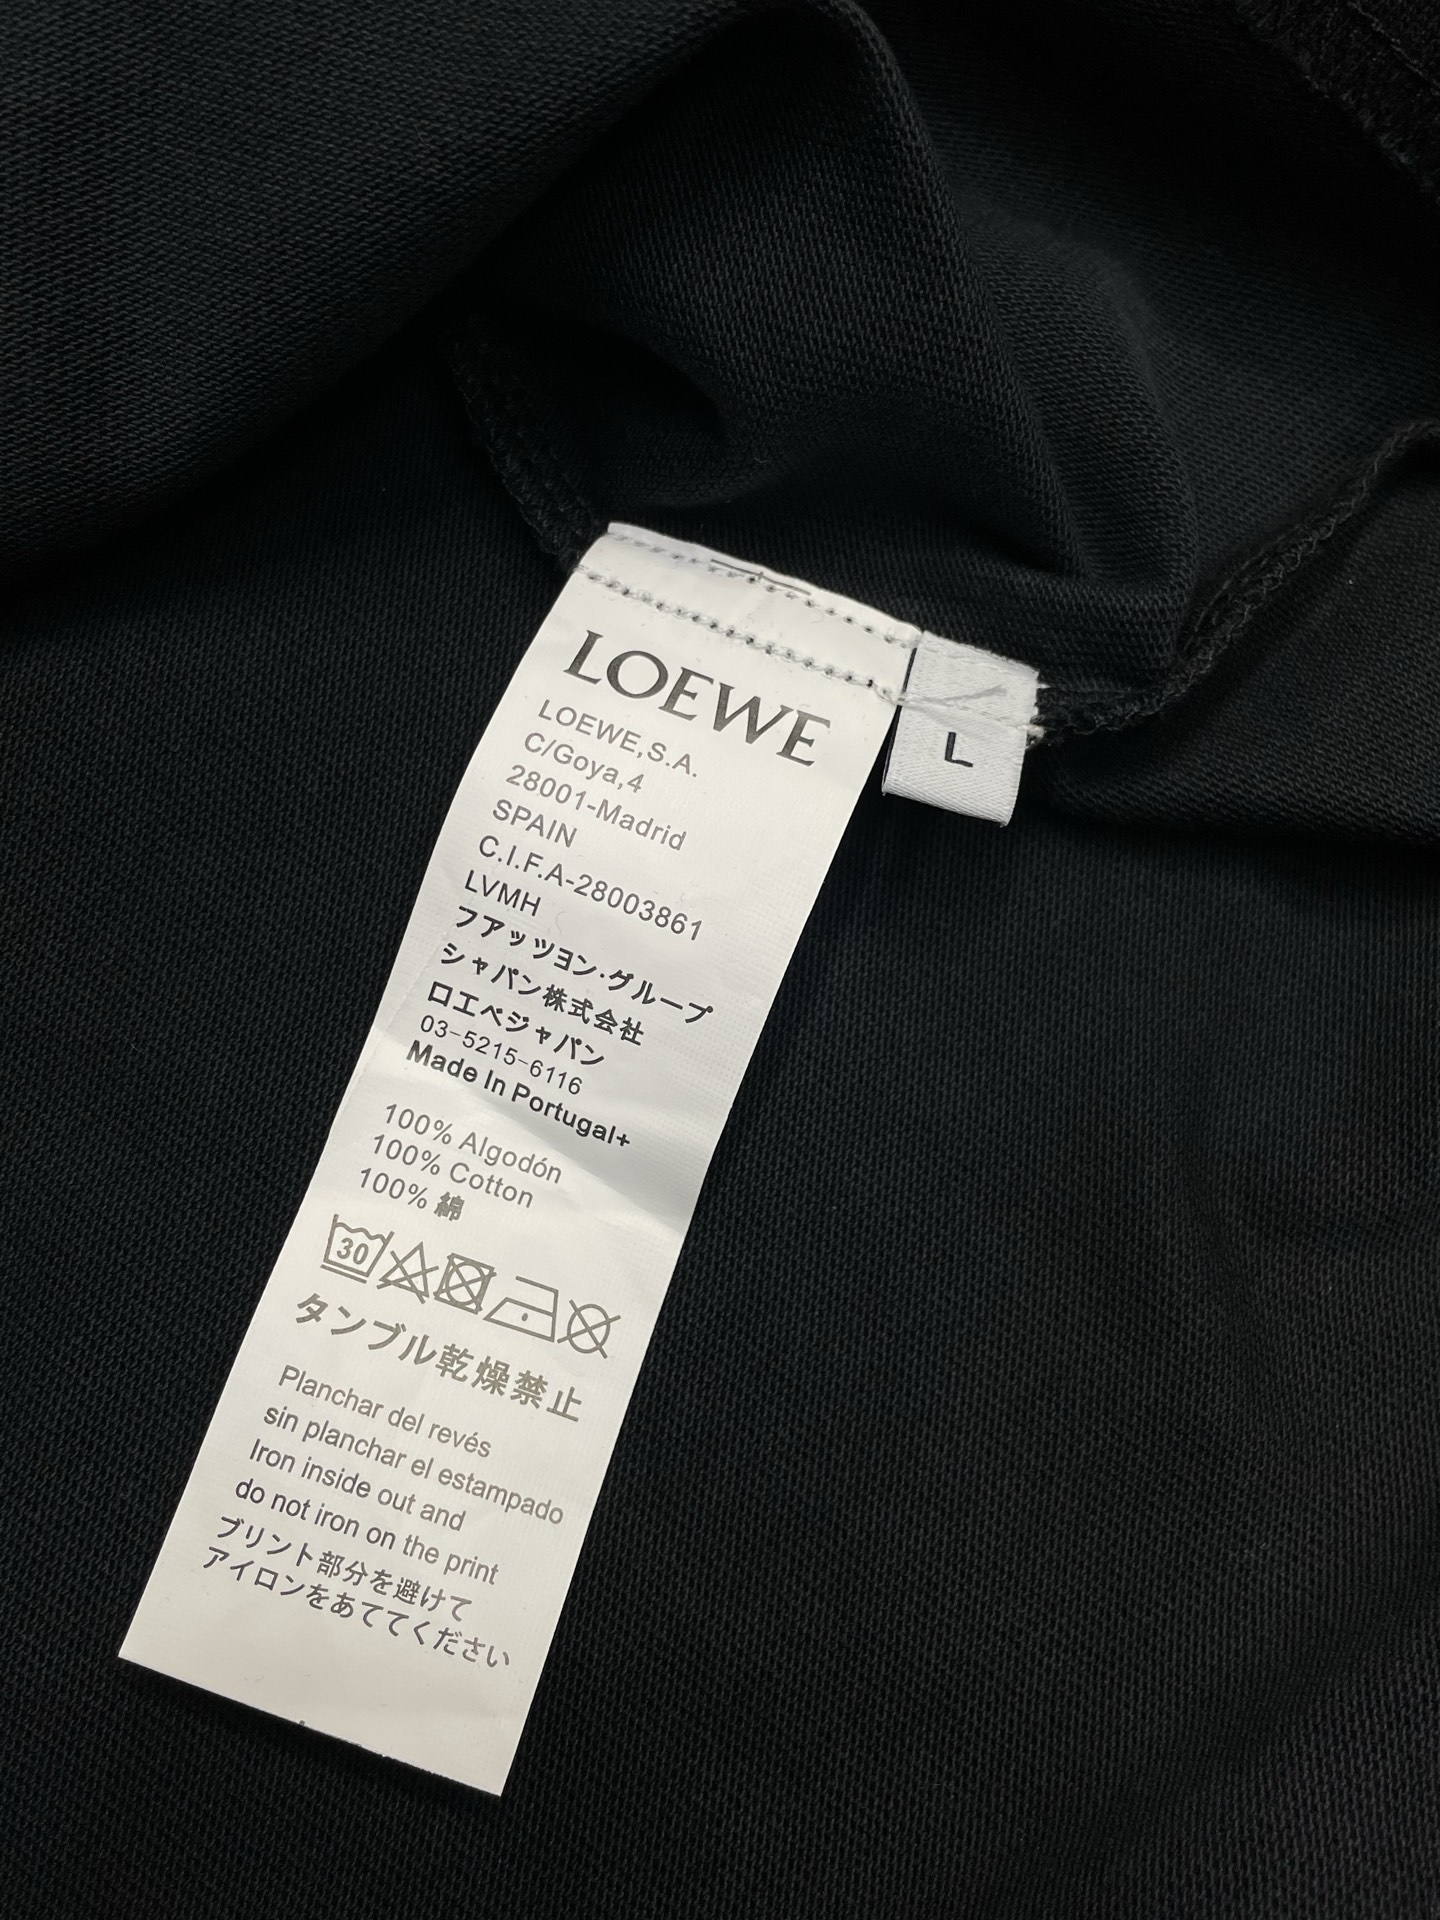 LOEWE
L
LOEWE,S.A.
C/Goya,4
28001-Madrid
SPAIN
C.I.F.A-28003861
LVMH
フアッツヨン·グループ
シャパン株式会社
ロエベジャパン
03-5215-6116
Made In Portugal+
100% Algodón
100% Cotton
100% 綿
30
タンブル乾燥禁止
Planchar del revés
sin planchar el estampado
Iron inside out and
do not iron on the print
ブリント部分を避けて
アイロンをあててください